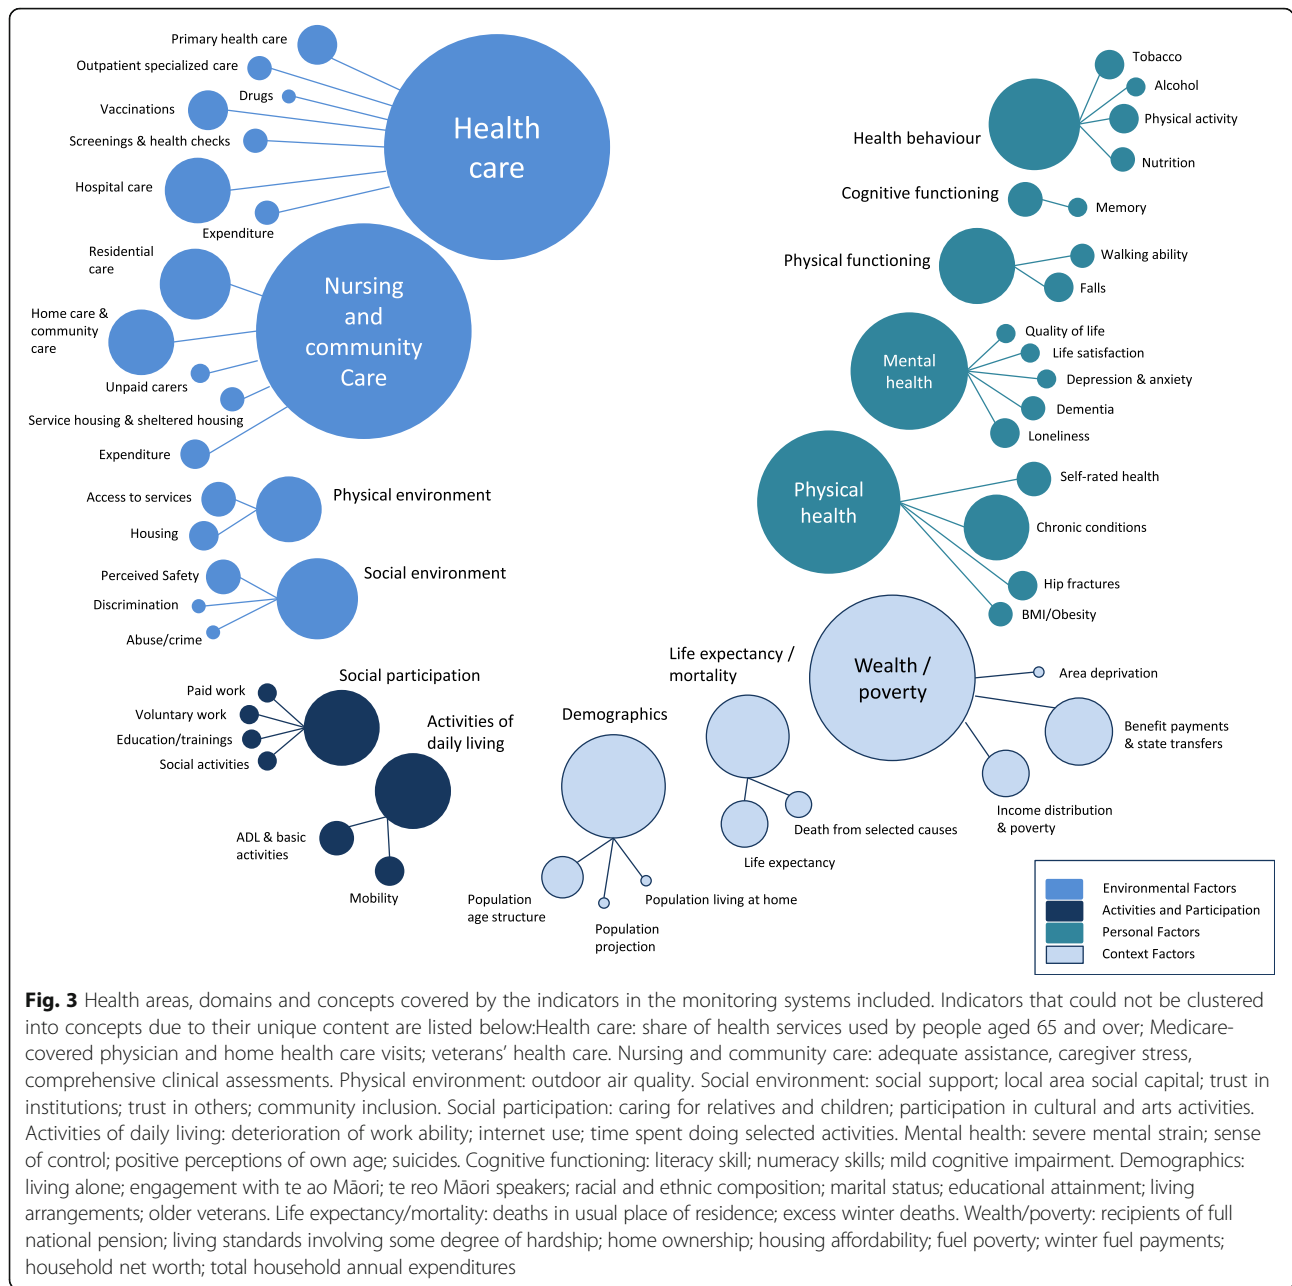 Primary health care
Outpatient specialized care
Drugs
Vaccinations
Screenings & health checks
Hospital care
Expenditure
Health
care
Residential
care
Home care &
community
care
Unpaid carers
Service housing & sheltered housing
Expenditure
Nursing
and
community
Care
Access to services
Housing
Physical environment
Perceived Safety
Discrimination
Abuse/crime
Social environment
Social participation
Paid work
Voluntary work
Education/trainings
Social activities
Activities of
daily living
ADL & basic
activities
Mobility
Demographics
Population
age structure
Population
projection
Population living at home
Life expectancy /
mortality
Death from selected causes
Life expectancy
Health behaviour
Tobacco
Alcohol
Physical activity
Nutrition
Cognitive functioning
Memory
Physical functioning
Walking ability
Falls
Mental
health
Quality of life
Life satisfaction
Depression & anxiety
Dementia
Loneliness
Physical
health
Self-rated health
Chronic conditions
Hip fractures
BMI/Obesity
Wealth /
poverty
Area deprivation
Benefit payments
& state transfers
Income distribution
& poverty
Environmental Factors
Activities and Participation
Personal Factors
Context Factors
Fig. 3 Health areas, domains and concepts covered by the indicators in the monitoring systems included. Indicators that could not be clustered
into concepts due to their unique content are listed below:Health care: share of health services used by people aged 65 and over; Medicare-
covered physician and home health care visits; veterans’ health care. Nursing and community care: adequate assistance, caregiver stress,
comprehensive clinical assessments. Physical environment: outdoor air quality. Social environment: social support; local area social capital; trust in
institutions; trust in others; community inclusion. Social participation: caring for relatives and children; participation in cultural and arts activities.
Activities of daily living: deterioration of work ability; internet use; time spent doing selected activities. Mental health: severe mental strain; sense
of control; positive perceptions of own age; suicides. Cognitive functioning: literacy skill; numeracy skills; mild cognitive impairment. Demographics:
living alone; engagement with te ao Māori; te reo Māori speakers; racial and ethnic composition; marital status; educational attainment; living
arrangements; older veterans. Life expectancy/mortality: deaths in usual place of residence; excess winter deaths. Wealth/poverty: recipients of full
national pension; living standards involving some degree of hardship; home ownership; housing affordability; fuel poverty; winter fuel payments;
household net worth; total household annual expenditures